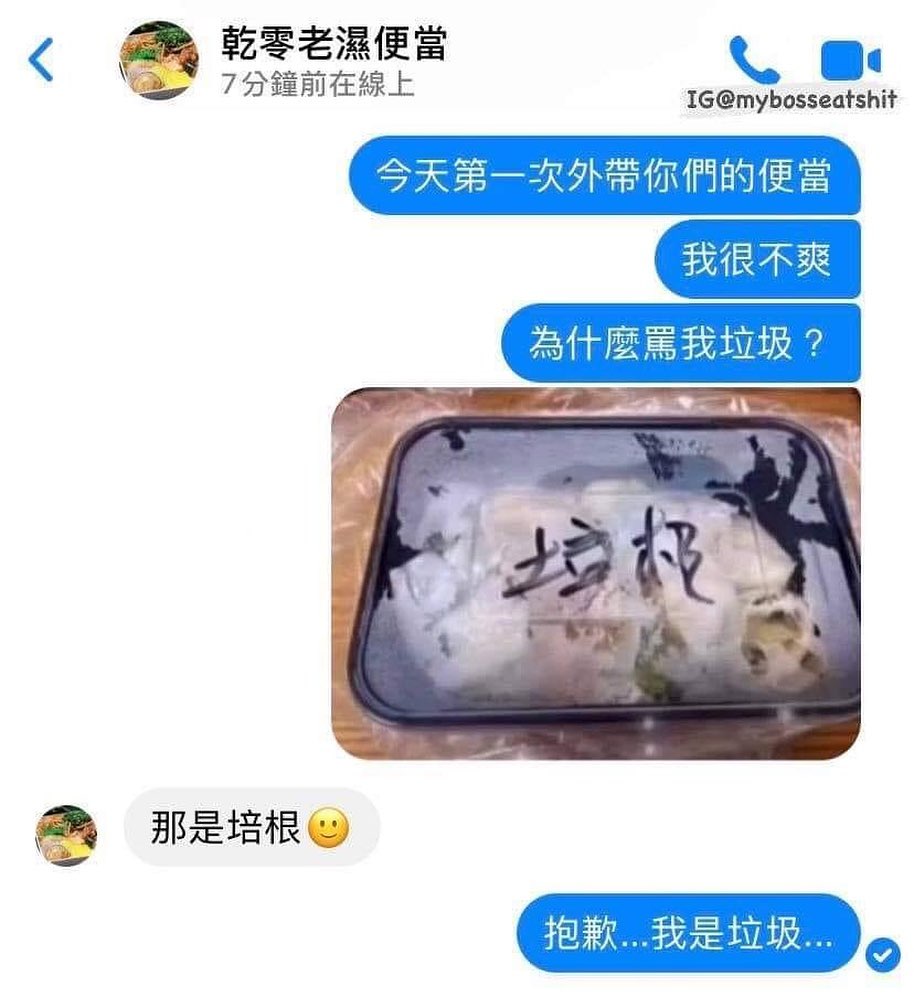 乾零老濕便當
7分鐘前在線上
IG@mybosseatshit
今天第一次外帶你們的便當
我很不爽
為什麼罵我垃圾？
培根
那是培根🙂
抱歉...我是垃圾...